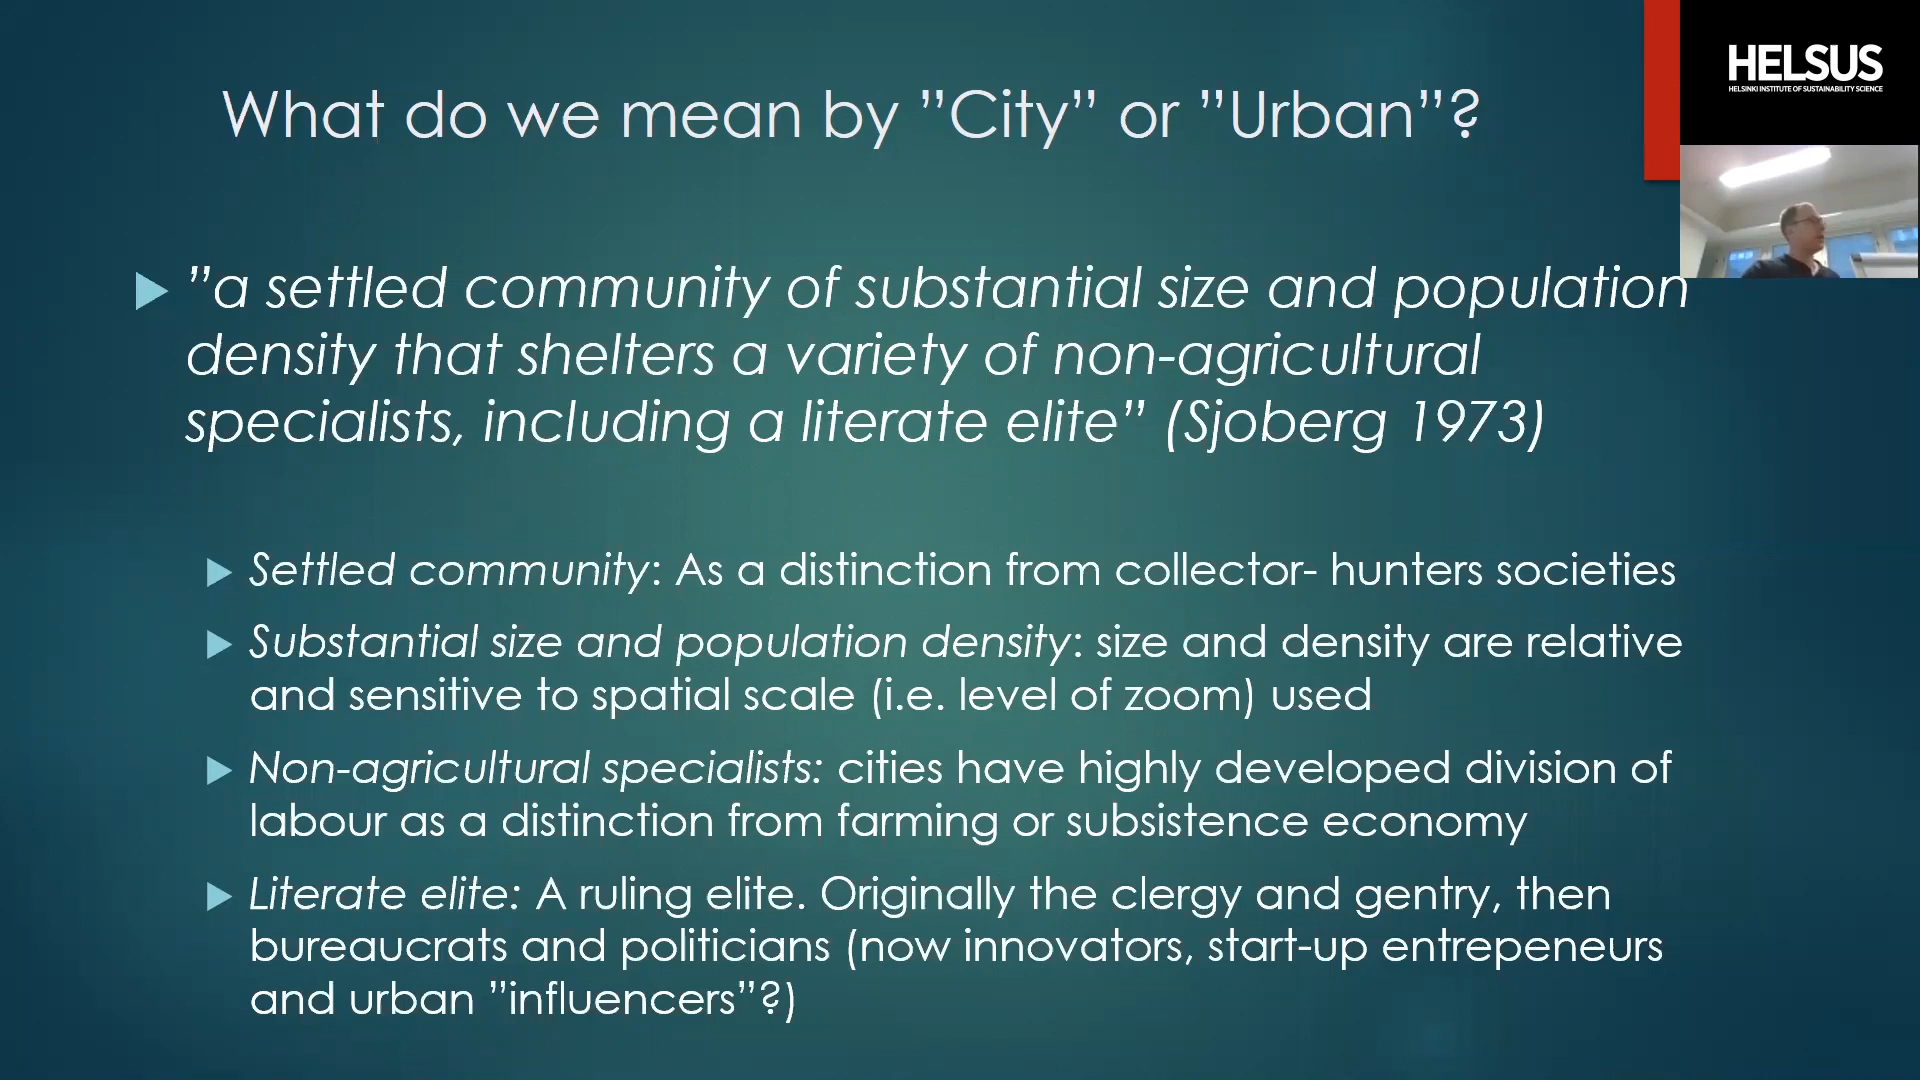 What do we mean by ”City” or ”Urban”?
HELSUS
HELSINKI INSTITUTE OF SUSTAINABILITY SCIENCE
”a settled community of substantial size and population
density that shelters a variety of non-agricultural
specialists, including a literate elite” (Sjoberg 1973)
Settled community: As a distinction from collector- hunters societies
Substantial size and population density: size and density are relative
and sensitive to spatial scale (i.e. level of zoom) used
Non-agricultural specialists: cities have highly developed division of
labour as a distinction from farming or subsistence economy
Literate elite: A ruling elite. Originally the clergy and gentry, then
bureaucrats and politicians (now innovators, start-up entrepeneurs
and urban ”influencers”?)